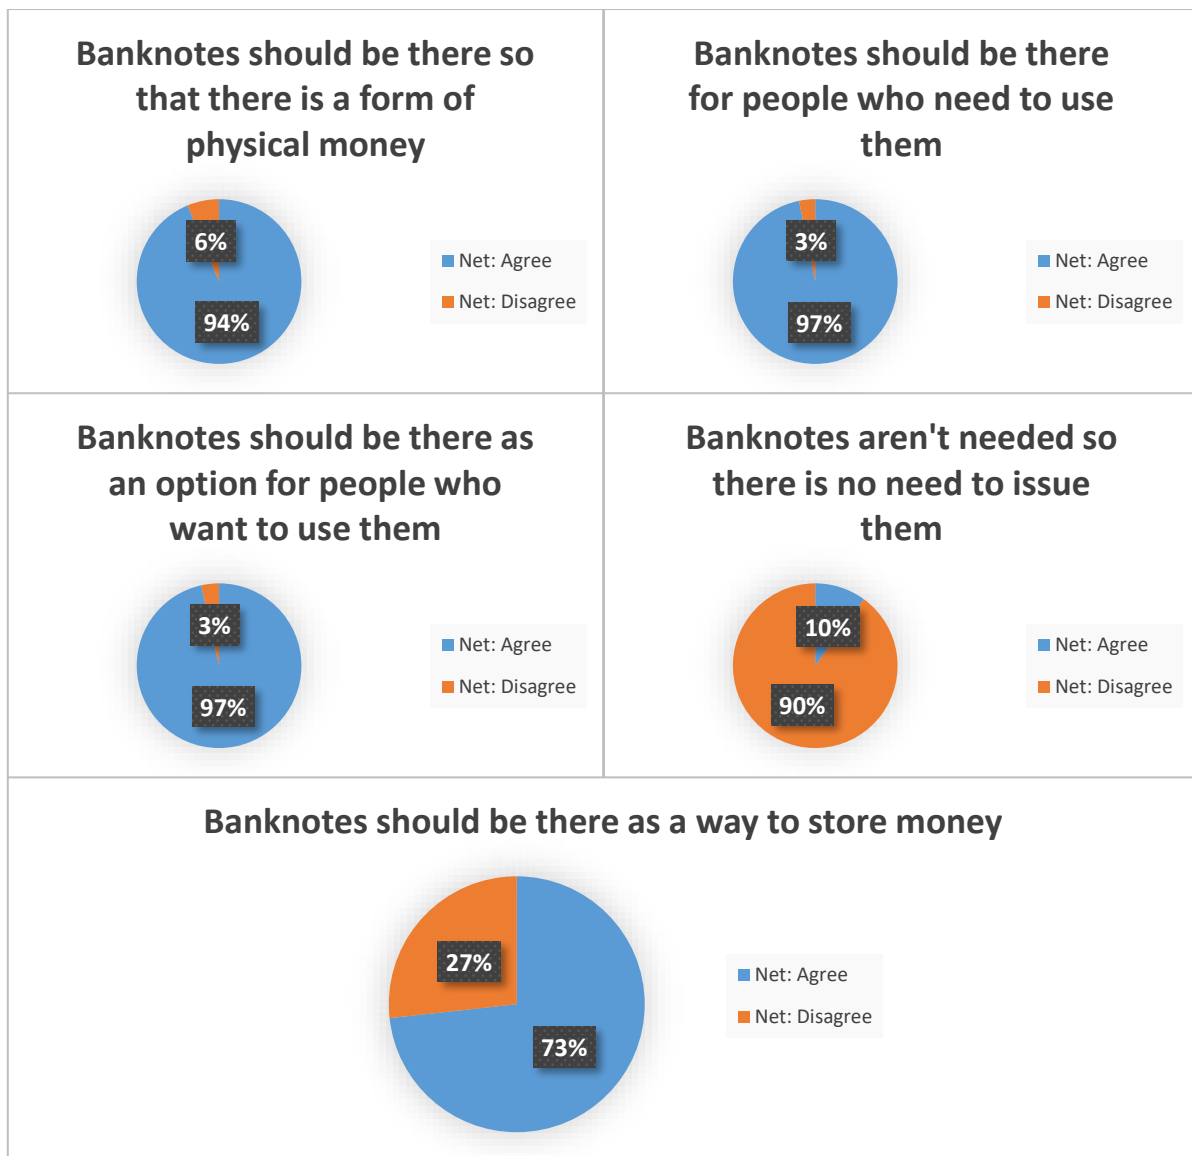 Banknotes should be there so
that there is a form of
physical money
6%
94%
Net: Agree
Net: Disagree
Banknotes should be there
for people who need to use
them
3%
97%
Net: Agree
Net: Disagree
Banknotes should be there as
an option for people who
want to use them
3%
97%
Net: Agree
Net: Disagree
Banknotes aren't needed so
there is no need to issue
them
10%
90%
Net: Agree
Net: Disagree
Banknotes should be there as a way to store money
27%
73%
Net: Agree
Net: Disagree